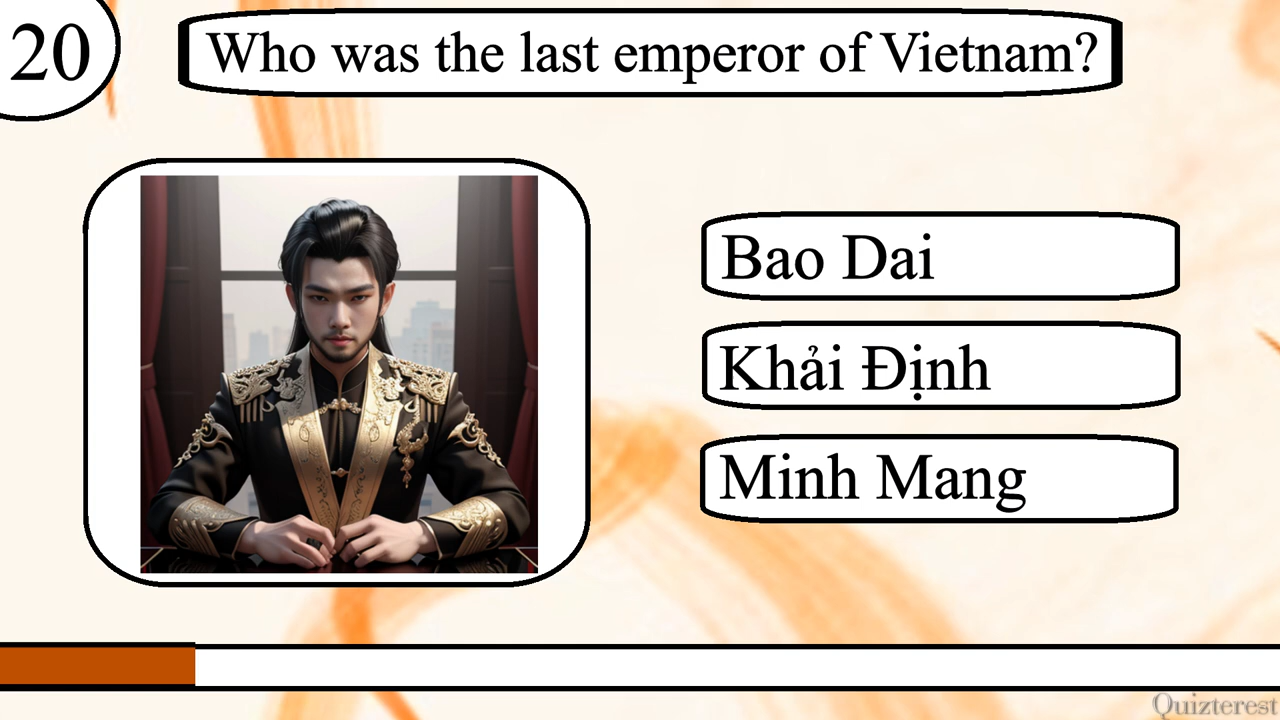 20
Who was the last emperor of Vietnam?
Bao Dai
Khải Định
Minh Mang
Quizterest